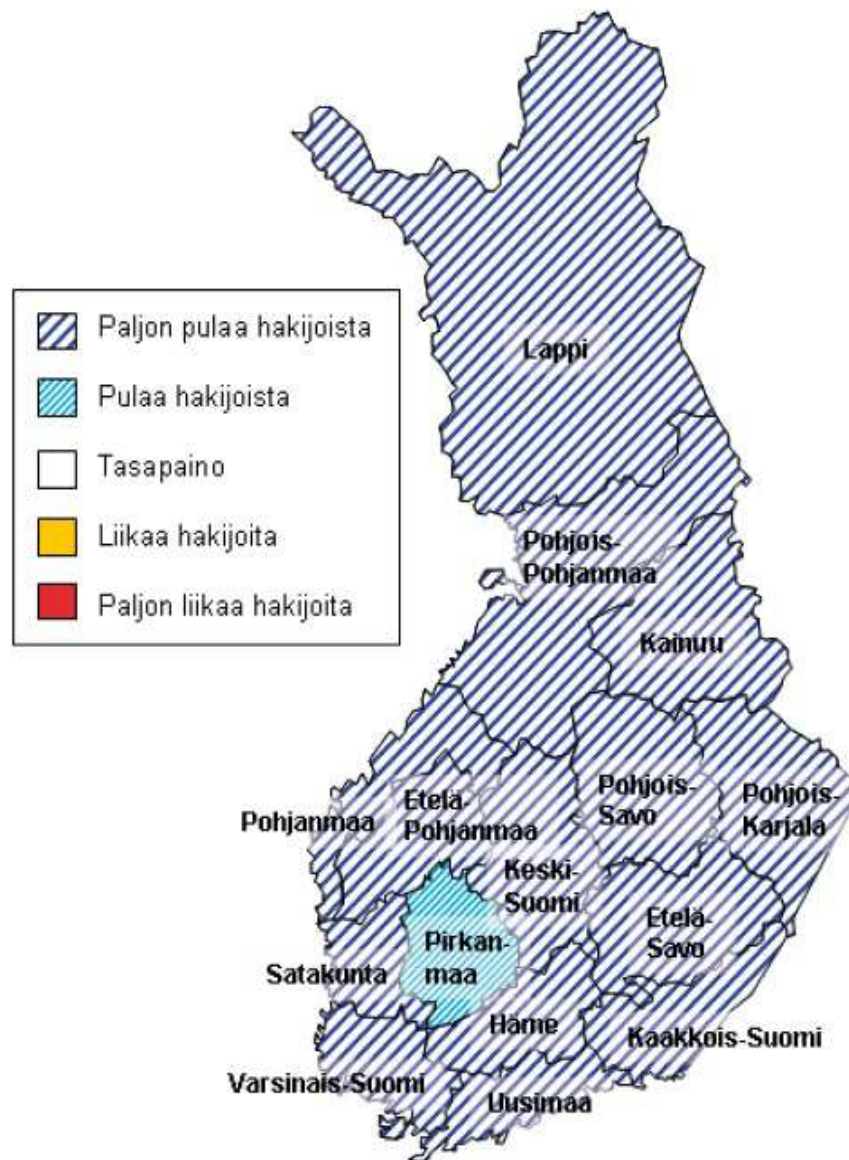 Paljon pulaa hakijoista
Pulaa hakijoista
Tasapaino
Liikaa hakijoita
Paljon liikaa hakijoita
Lappi
Pohjois-
Pohjanmaa
Kainuu
Pohjanmaa
Etelä-
Pohjanmaa
Keski-
Suomi
Pohjois-
Savo
Pohjois-
Karjala
Etelä-
Savo
Satakunta
Pirkan-
maa
Häme
Kaakkois-Suomi
Varsinais-Suomi
Uusimaa